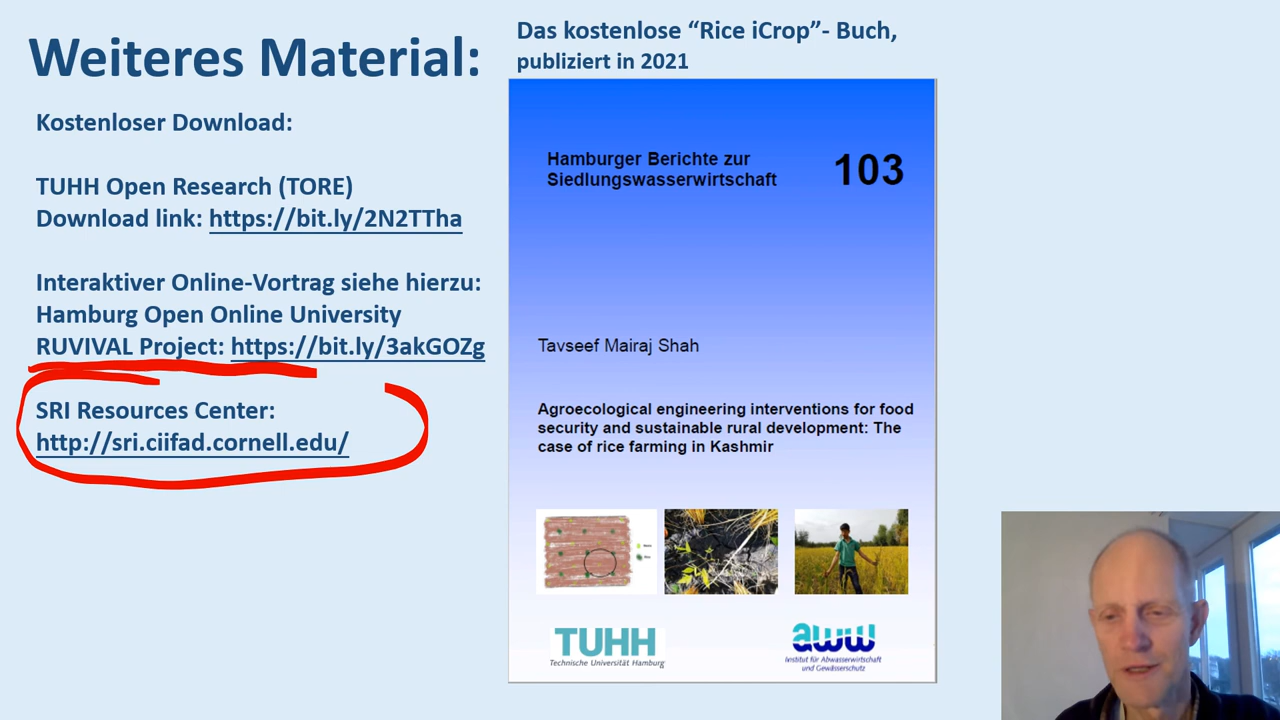 Weiteres Material:
Kostenloser Download:
TUHH Open Research (TORE)
Download link: https://bit.ly/2N2TTha
Interaktiver Online-Vortrag siehe hierzu:
Hamburg Open Online University
RUVIVAL Project: https://bit.ly/3akGOZg
SRI Resources Center:
http://sri.ciifad.cornell.edu/
Das kostenlose “Rice iCrop”- Buch,
publiziert in 2021
Hamburger Berichte zur
Siedlungswasserwirtschaft
103
Tavseef Mairaj Shah
Agroecological engineering interventions for food
security and sustainable rural development: The
case of rice farming in Kashmir
TUHH
Technische Universität Hamburg
aww
Institut für Abwasserwirtschaft
und Gewässerschutz